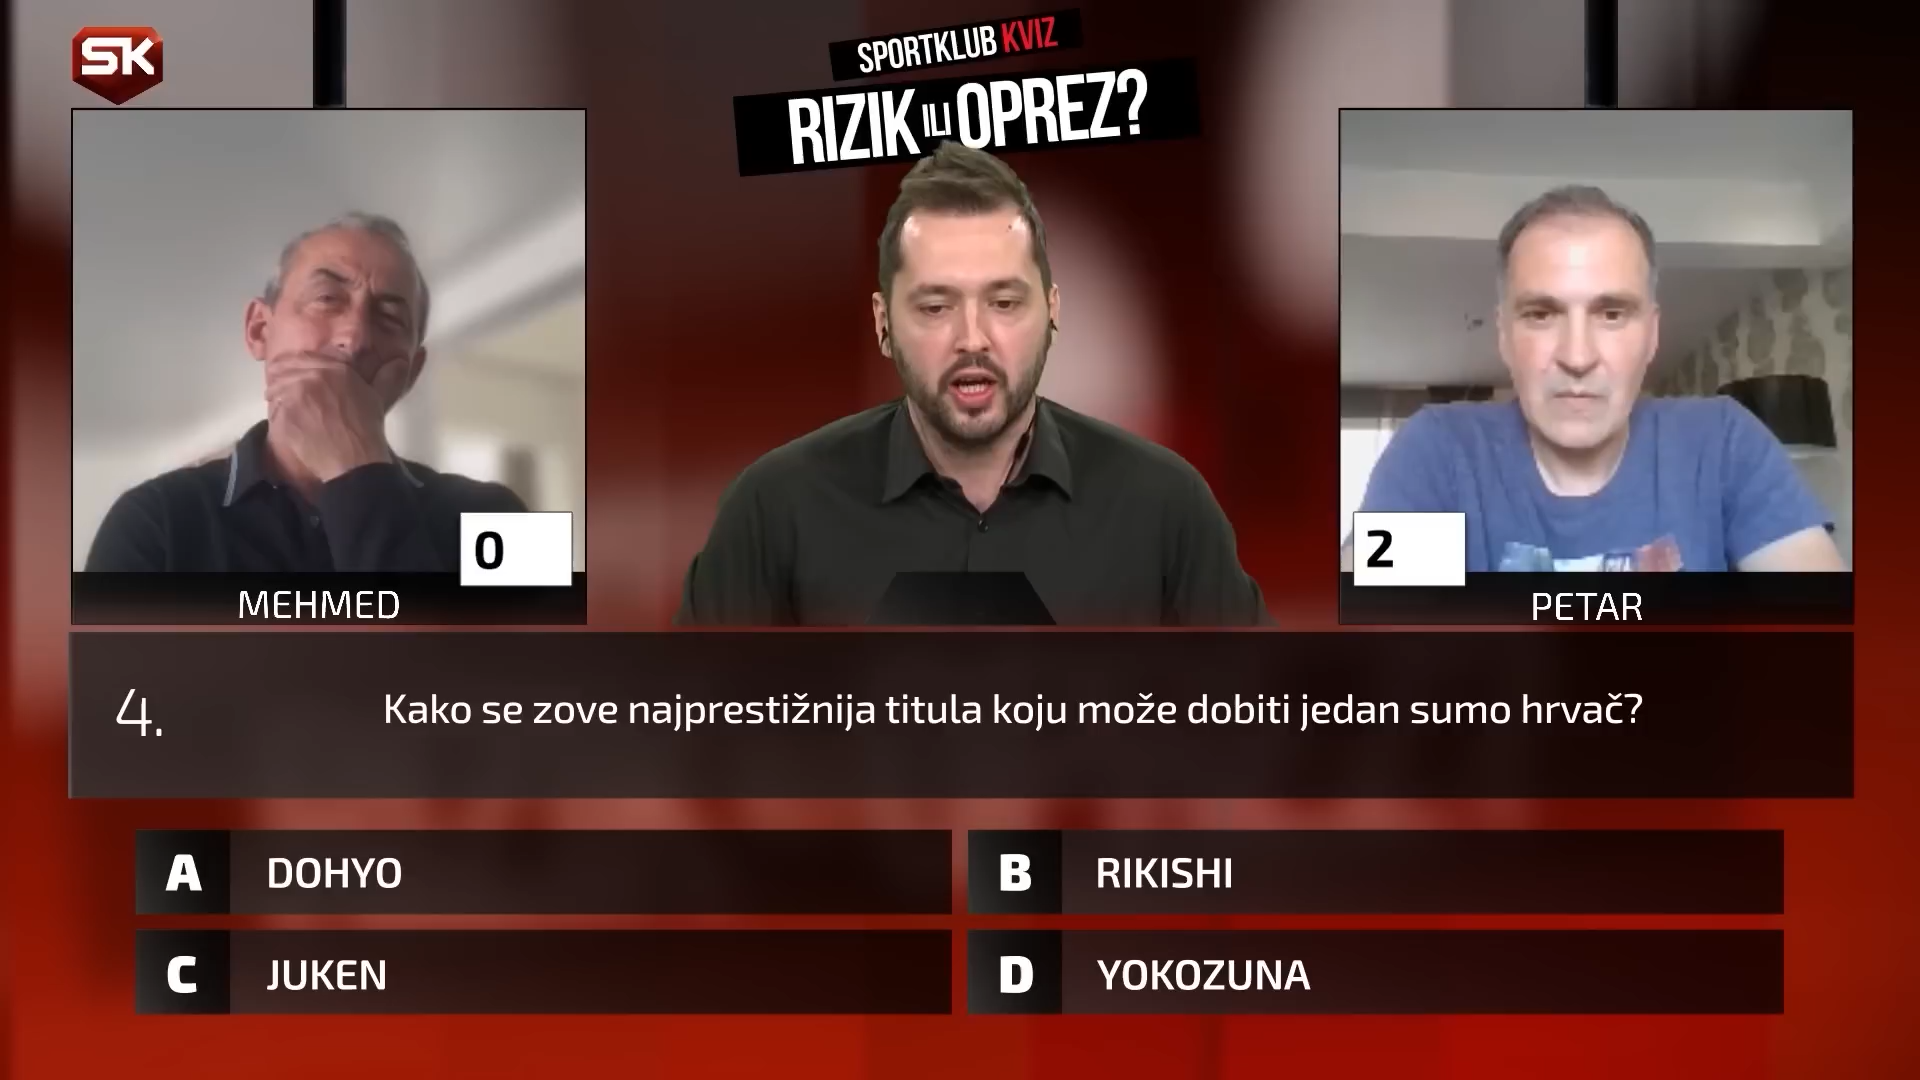 SK
SPORTKLUB KVIZ
RIZIK ILI OPREZ?
0
MEHMED
2
PETAR
4.
Kako se zove najprestižnija titula koju može dobiti jedan sumo hrvač?
A DOHYO
B RIKISHI
C JUKEN
D YOKOZUNA